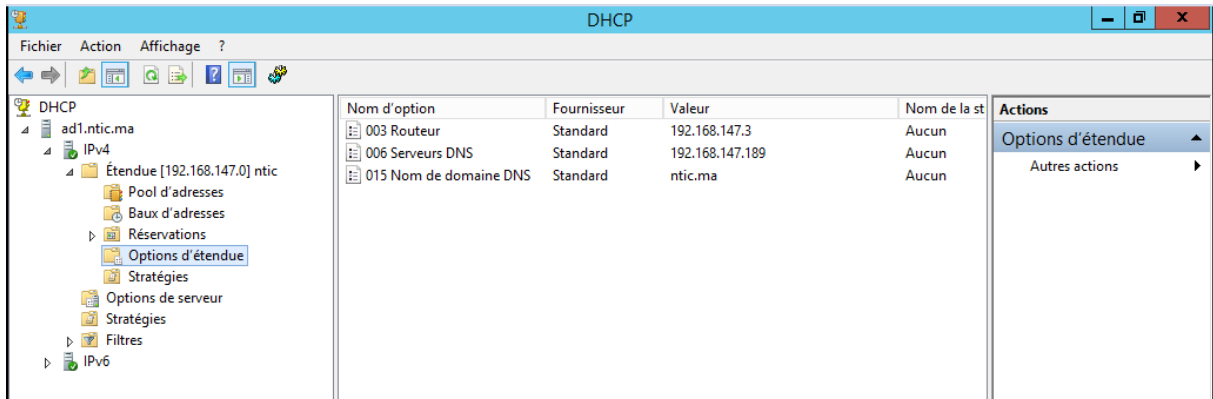 DHCP
Fichier Action Affichage ?
DHCP
ad1.ntic.ma
IPv4
Étendue [192.168.147.0] ntic
Pool d'adresses
Baux d'adresses
Réservations
Options d'étendue
Stratégies
Options de serveur
Stratégies
Filtres
IPv6
Nom d'option Fournisseur Valeur Nom de la st
003 Routeur Standard 192.168.147.3 Aucun
006 Serveurs DNS Standard 192.168.147.189 Aucun
015 Nom de domaine DNS Standard ntic.ma Aucun
Actions
Options d'étendue
Autres actions